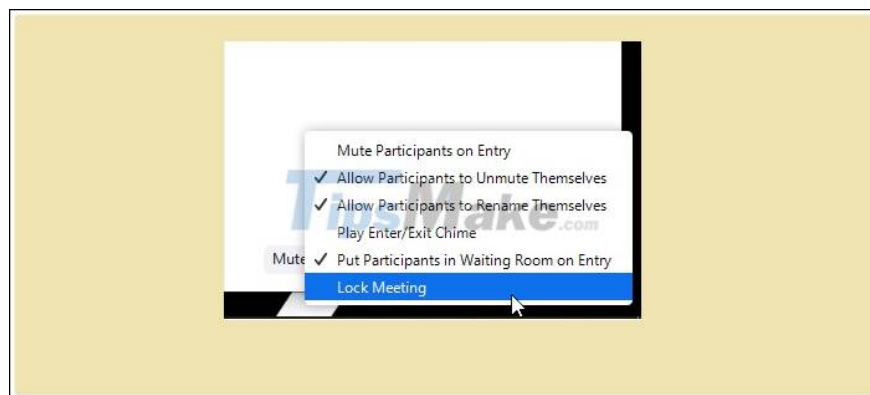 Mute Participants on Entry
✓ Allow Participants to Unmute Themselves
✓ Allow Participants to Rename Themselves
TipsMake.com
Play Enter/Exit Chime
Mute
✓ Put Participants in Waiting Room on Entry
Lock Meeting